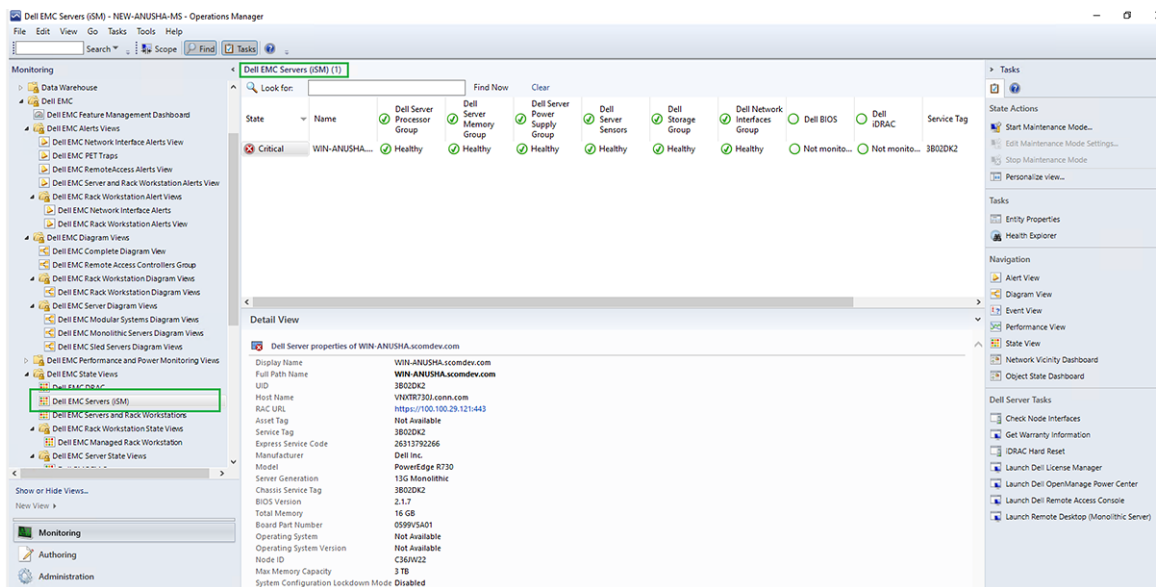 Dell EMC Servers (iSM) - NEW-ANUSHA-MS - Operations Manager
File Edit View Go Tasks Tools Help
Search Scope Find Tasks
Monitoring
Data Warehouse
Dell EMC
Dell EMC Feature Management Dashboard
Dell EMC Alerts Views
Dell EMC Network Interface Alerts View
Dell EMC PET Traps
Dell EMC RemoteAccess Alerts View
Dell EMC Server and Rack Workstation Alerts View
Dell EMC Rack Workstation Alert Views
Dell EMC Network Interface Alerts
Dell EMC Rack Workstation Alerts View
Dell EMC Diagram Views
Dell EMC Complete Diagram View
Dell EMC Remote Access Controllers Group
Dell EMC Rack Workstation Diagram Views
Dell EMC Rack Workstation Diagram Views
Dell EMC Server Diagram Views
Dell EMC Modular Systems Diagram Views
Dell EMC Monolithic Servers Diagram Views
Dell EMC Sled Servers Diagram Views
Dell EMC Performance and Power Monitoring Views
Dell EMC State Views
Dell EMC DRAC
Dell EMC Servers (iSM)
Dell EMC Servers and Rack Workstations
Dell EMC Rack Workstation State Views
Dell EMC Managed Rack Workstation
Dell EMC Server State Views
Show or Hide Views...
New View
Monitoring
Authoring
Administration
Dell EMC Servers (iSM) (1)
Look for: Find Now Clear
State Name Dell Server Processor Group Dell Server Memory Group Dell Server Power Supply Group Dell Server Sensors Dell Storage Group Dell Network Interfaces Group Dell BIOS Dell iDRAC Service Tag
Critical WIN-ANUSHA.... Healthy Healthy Healthy Healthy Healthy Healthy Not monito... Not monito... 3B02DK2
Detail View
Dell Server properties of WIN-ANUSHA.scomdev.com
Display Name WIN-ANUSHA.scomdev.com
Full Path Name WIN-ANUSHA.scomdev.com
UID 3B02DK2
Host Name VNXTR730J.conn.com
RAC URL https://100.100.29.121:443
Asset Tag Not Available
Service Tag 3B02DK2
Express Service Code 26313792266
Manufacturer Dell Inc.
Model PowerEdge R730
Server Generation 13G Monolithic
Chassis Service Tag 3B02DK2
BIOS Version 2.1.7
Total Memory 16 GB
Board Part Number 0599V5A01
Operating System Not Available
Operating System Version Not Available
Node ID C36JW22
Max Memory Capacity 3 TB
System Configuration Lockdown Mode Disabled
Tasks
State Actions
Start Maintenance Mode...
Edit Maintenance Mode Settings...
Stop Maintenance Mode
Personalize view...
Tasks
Entity Properties
Health Explorer
Navigation
Alert View
Diagram View
Event View
Performance View
State View
Network Vicinity Dashboard
Object State Dashboard
Dell Server Tasks
Check Node Interfaces
Get Warranty Information
iDRAC Hard Reset
Launch Dell License Manager
Launch Dell OpenManage Power Center
Launch Dell Remote Access Console
Launch Remote Desktop (Monolithic Server)